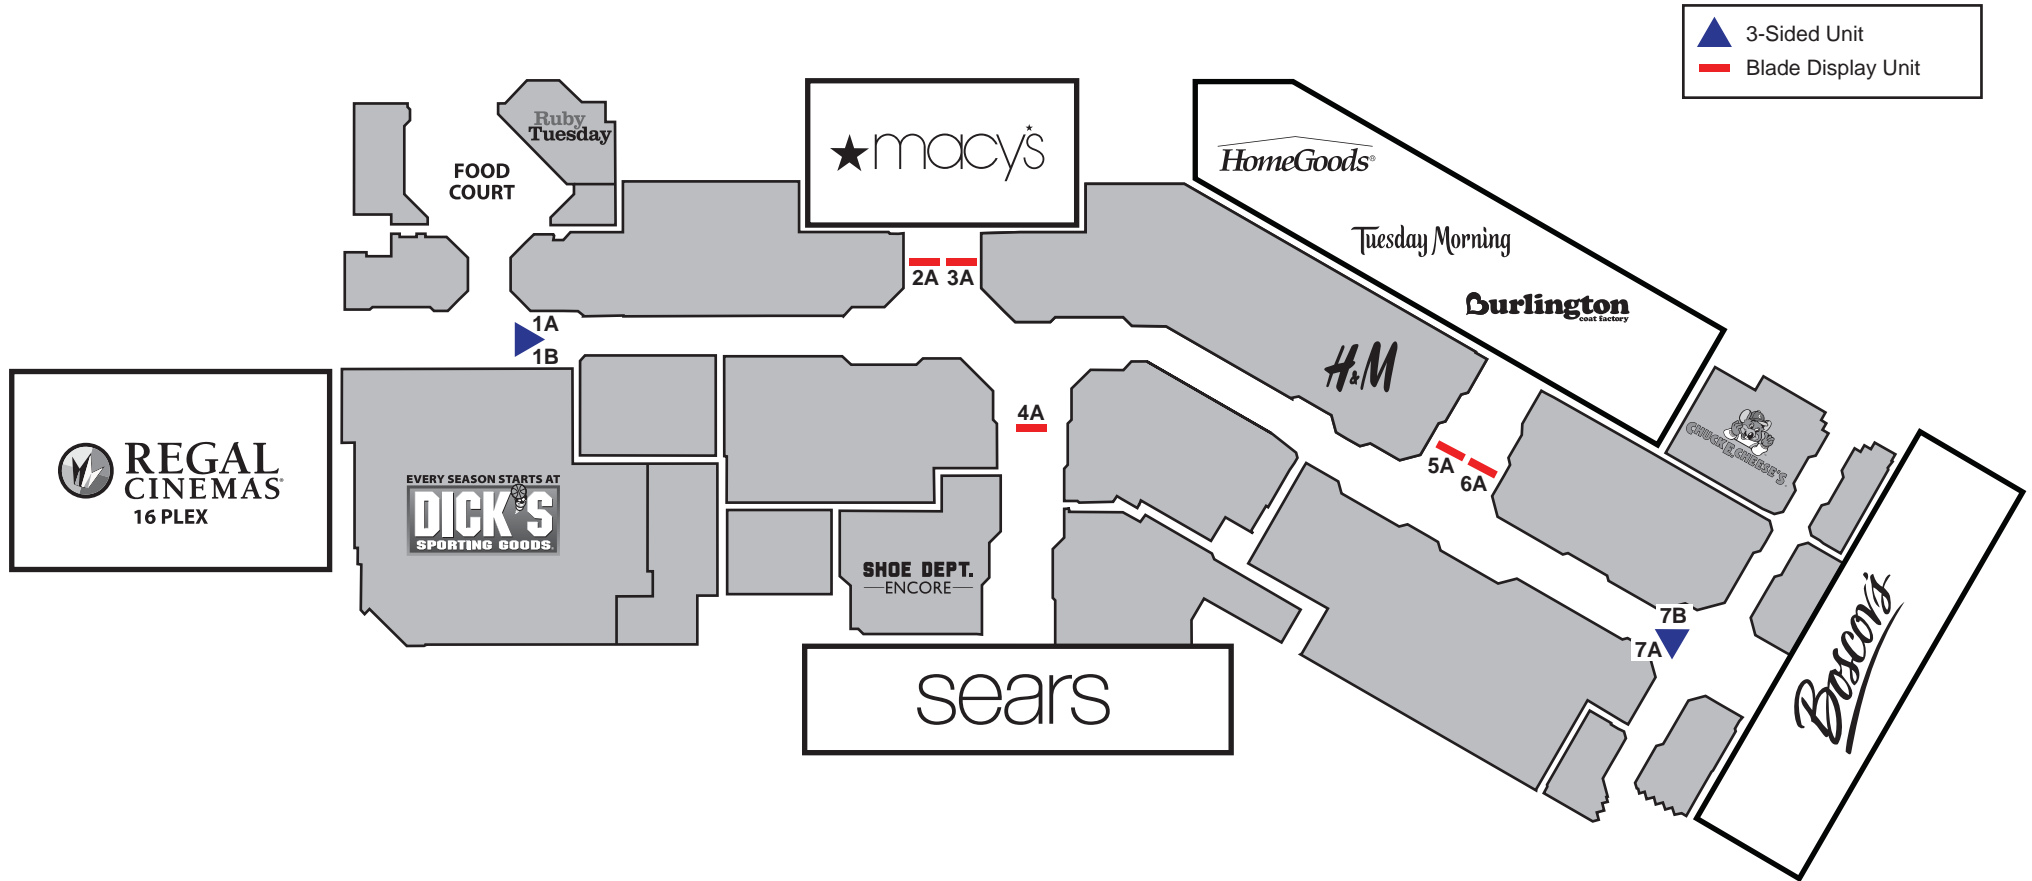 3-Sided Unit
Blade Display Unit
Ruby
Tuesday
FOOD
COURT
macy's
HomeGoods®
Tuesday Morning
Burlington
coat factory
2A 3A
1A
1B
H&M
4A
REGAL
CINEMAS
16 PLEX
EVERY SEASON STARTS AT
DICK'S
SPORTING GOODS
5A
6A
CHUCK E. CHEESE'S
SHOE DEPT.
ENCORE
7B
7A
Boscov's
sears